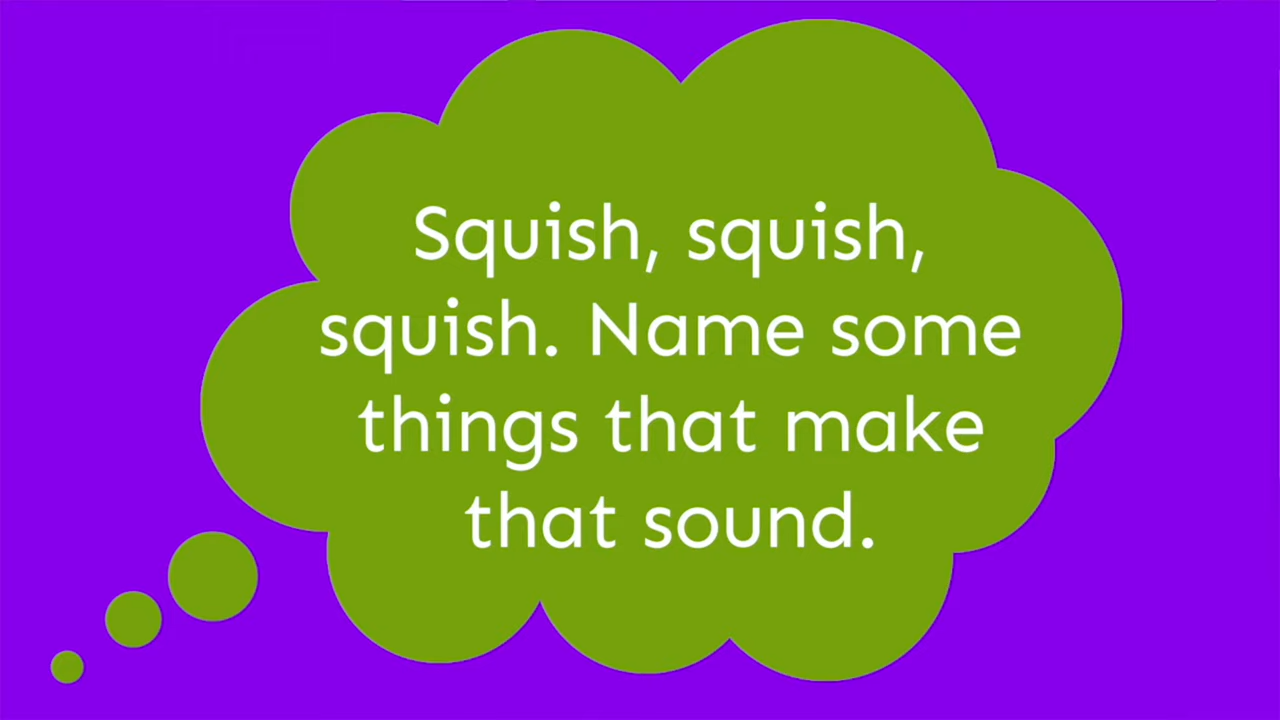 Squish, squish,
squish. Name some
things that make
that sound.